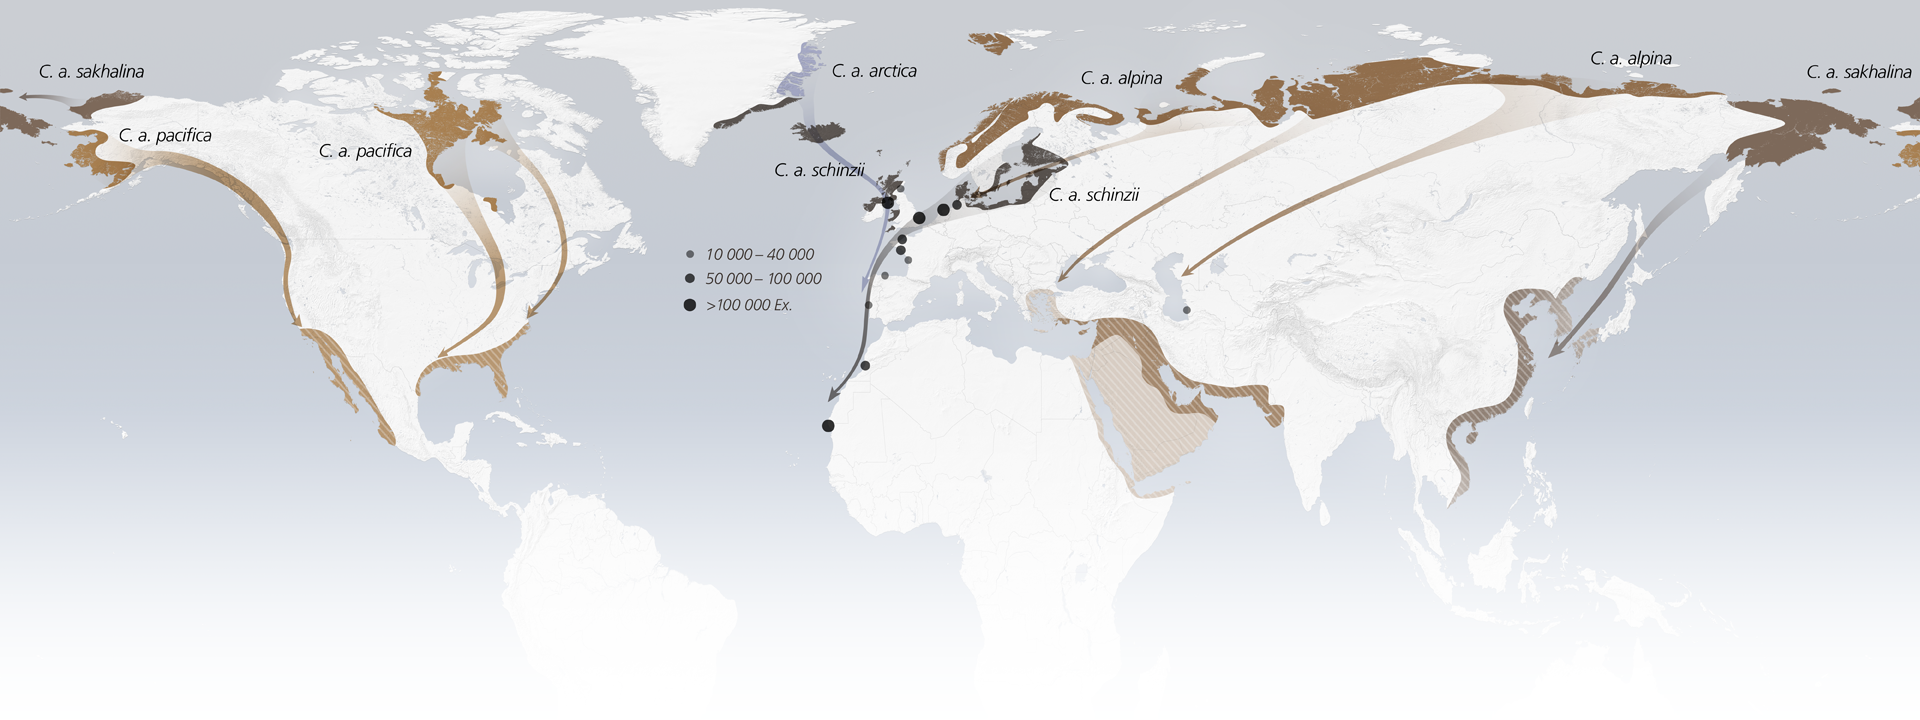 C. a. alpina
C. a. sakhalina
C. a. arctica
C. a. alpina
C. a. sakhalina
C. a. pacifica
C. a. pacifica
C. a. schinzii
C. a. schinzii
10 000 – 40 000
50 000 – 100 000
>100 000 Ex.